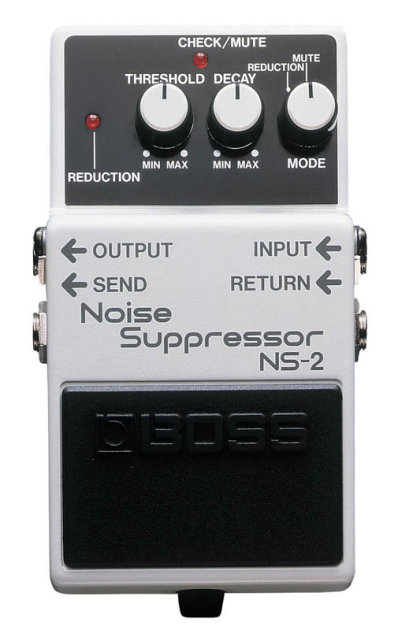 CHECK/MUTE
MUTE
REDUCTION
THRESHOLD DECAY
MIN MAX MIN MAX MODE
REDUCTION
← OUTPUT INPUT ←
← SEND RETURN ←
Noise
Suppressor
NS-2
BOSS